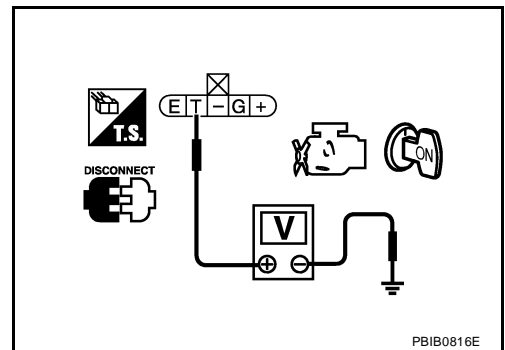 E T – G +
T.S.
DISCONNECT
ON
V
+ –
PBIB0816E